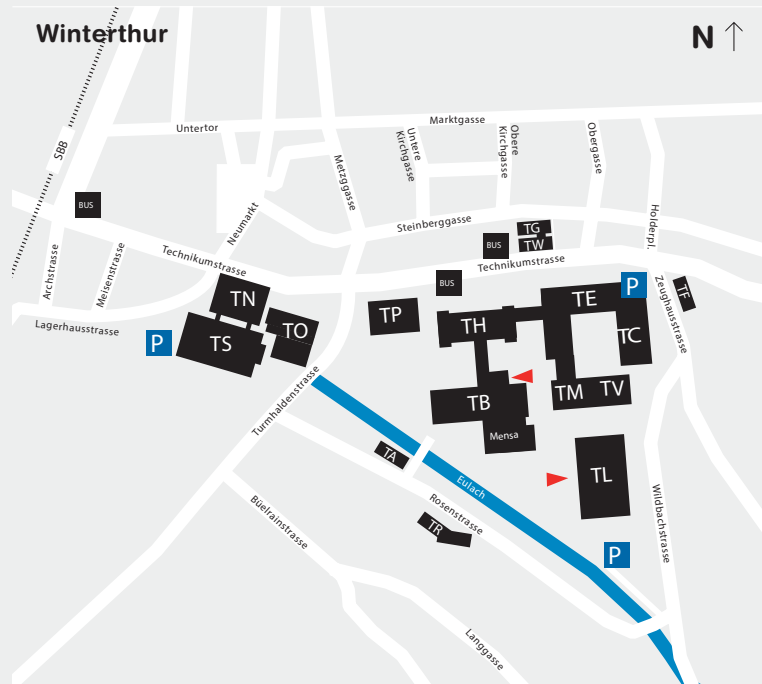 Winterthur
N
SBB
Untertor
Marktgasse
Untere
Kirchgasse
Obere
Kirchgasse
Obergasse
Metzggasse
BUS
Neumarkt
Steinberggasse
Holderpl.
TG
BUS
TW
Archstrasse
Meisenstrasse
Technikumstrasse
Technikumstrasse
BUS
P
TF
Zeughausstrasse
TN
TE
TP
TH
Lagerhausstrasse
P
TS
TO
TC
TM
TV
TB
Turmhaldenstrasse
Mensa
TA
TL
Eulach
Rosenstrasse
Wildbachstrasse
Büelrainstrasse
TR
P
Langgasse